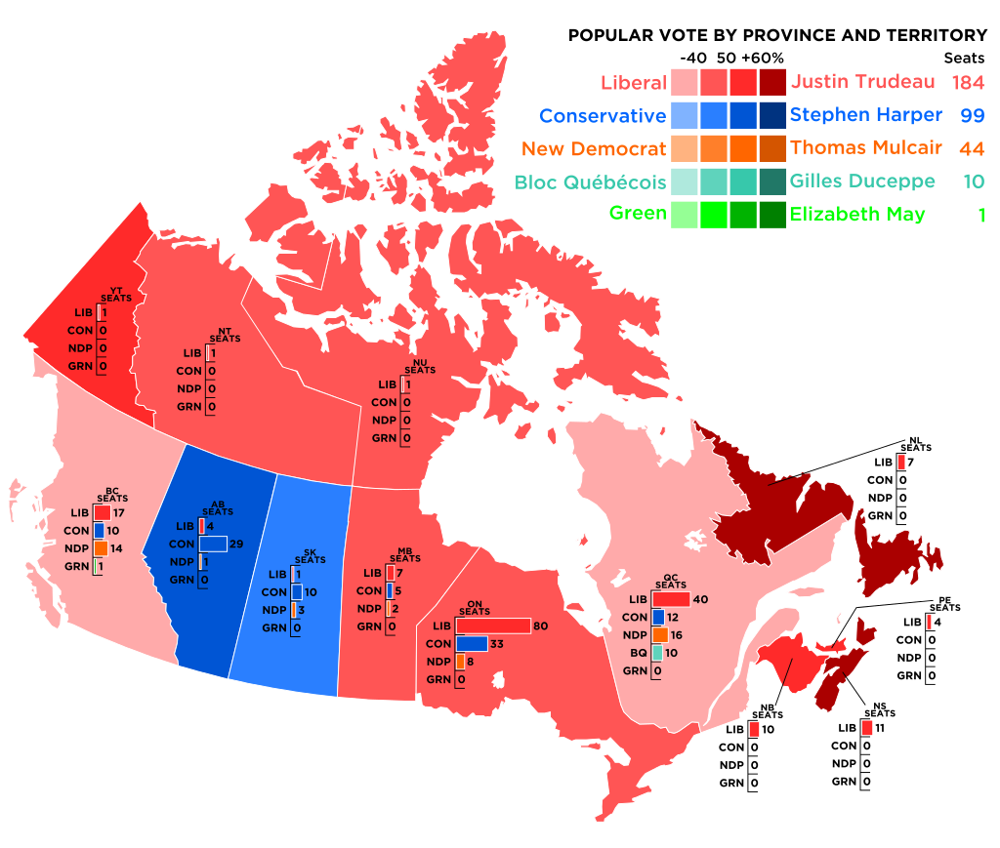 POPULAR VOTE BY PROVINCE AND TERRITORY
-40 50 +60% Seats
Liberal Justin Trudeau 184
Conservative Stephen Harper 99
New Democrat Thomas Mulcair 44
Bloc Québécois Gilles Duceppe 10
Green Elizabeth May 1
YT
SEATS
LIB 1
CON 0
NDP 0
GRN 0
NT
SEATS
LIB 1
CON 0
NDP 0
GRN 0
NU
SEATS
LIB 1
CON 0
NDP 0
GRN 0
BC
SEATS
LIB 17
CON 10
NDP 14
GRN 1
AB
SEATS
LIB 4
CON 29
NDP 1
GRN 0
SK
SEATS
LIB 1
CON 10
NDP 3
GRN 0
MB
SEATS
LIB 7
CON 5
NDP 2
GRN 0
ON
SEATS
LIB 80
CON 33
NDP 8
GRN 0
QC
SEATS
LIB 40
CON 12
NDP 16
BQ 10
GRN 0
NL
SEATS
LIB 7
CON 0
NDP 0
GRN 0
PE
SEATS
LIB 4
CON 0
NDP 0
GRN 0
NB
SEATS
LIB 10
CON 0
NDP 0
GRN 0
NS
SEATS
LIB 11
CON 0
NDP 0
GRN 0